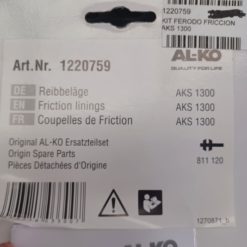 1220759
KIT FERODO FRICCION
AKS 1300
AL-KO
QUALITY FOR LIFE
Art.Nr. 1220759
DE Reibbeläge AKS 1300
EN Friction linings AKS 1300
FR Coupelles de Friction AKS 1300
Original AL-KO Ersatzteilset
Origin Spare Parts
Pièces Détachées d'Origine
811 120
1270871_b